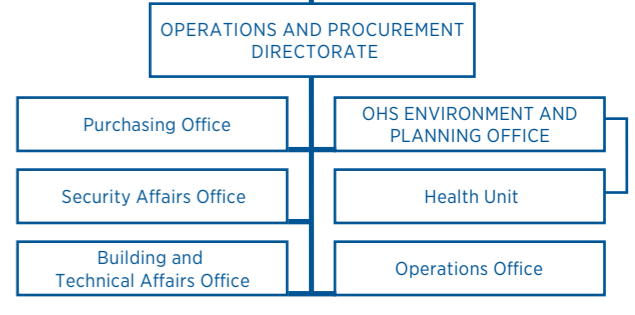 OPERATIONS AND PROCUREMENT
DIRECTORATE
Purchasing Office
OHS ENVIRONMENT AND
PLANNING OFFICE
Security Affairs Office
Health Unit
Building and
Technical Affairs Office
Operations Office